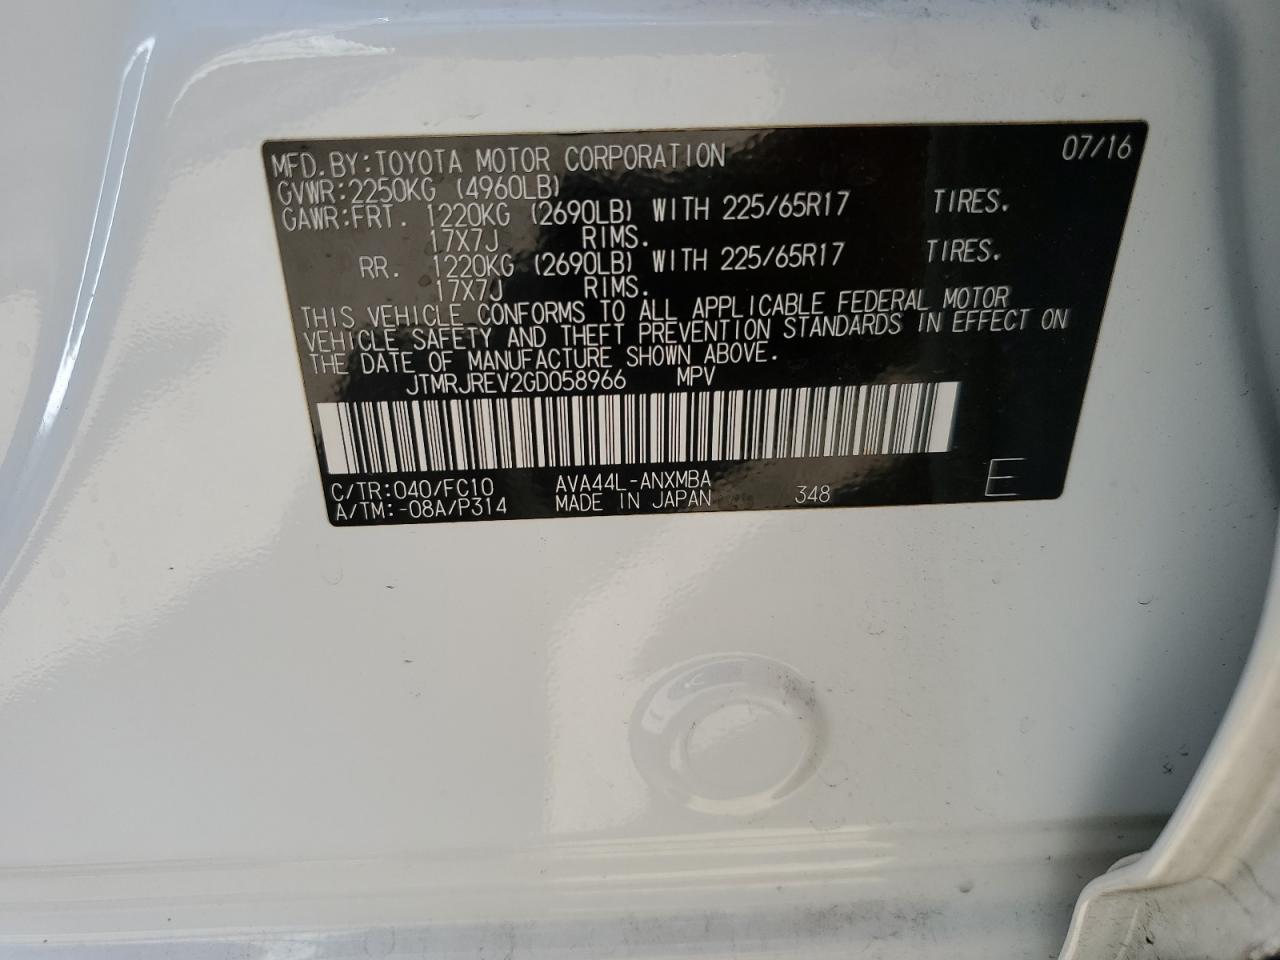 MFD.BY:TOYOTA MOTOR CORPORATION 07/16
GVWR:2250KG (4960LB)
GAWR:FRT. 1220KG (2690LB) WITH 225/65R17 TIRES.
17X7J RIMS.
RR. 1220KG (2690LB) WITH 225/65R17 TIRES.
17X7J RIMS.
THIS VEHICLE CONFORMS TO ALL APPLICABLE FEDERAL MOTOR
VEHICLE SAFETY AND THEFT PREVENTION STANDARDS IN EFFECT ON
THE DATE OF MANUFACTURE SHOWN ABOVE.
JTMRJREV2GD058966 MPV
C/TR:040/FC10 AVA44L-ANXMBA
A/TM:-08A/P314 MADE IN JAPAN 348 E